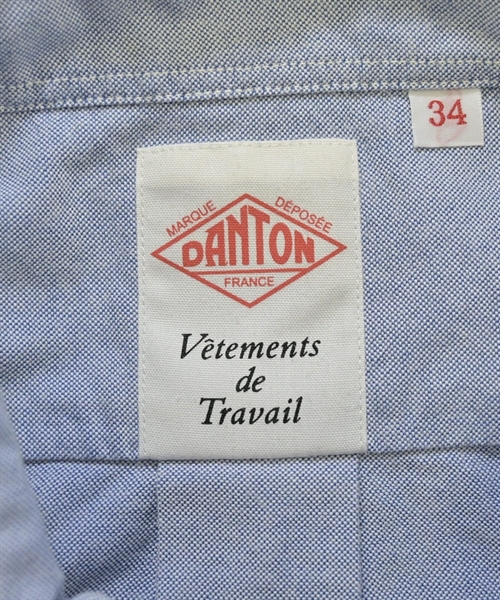 34
MARQUE DÉPOSÉE
DANTON
FRANCE
Vêtements
de
Travail